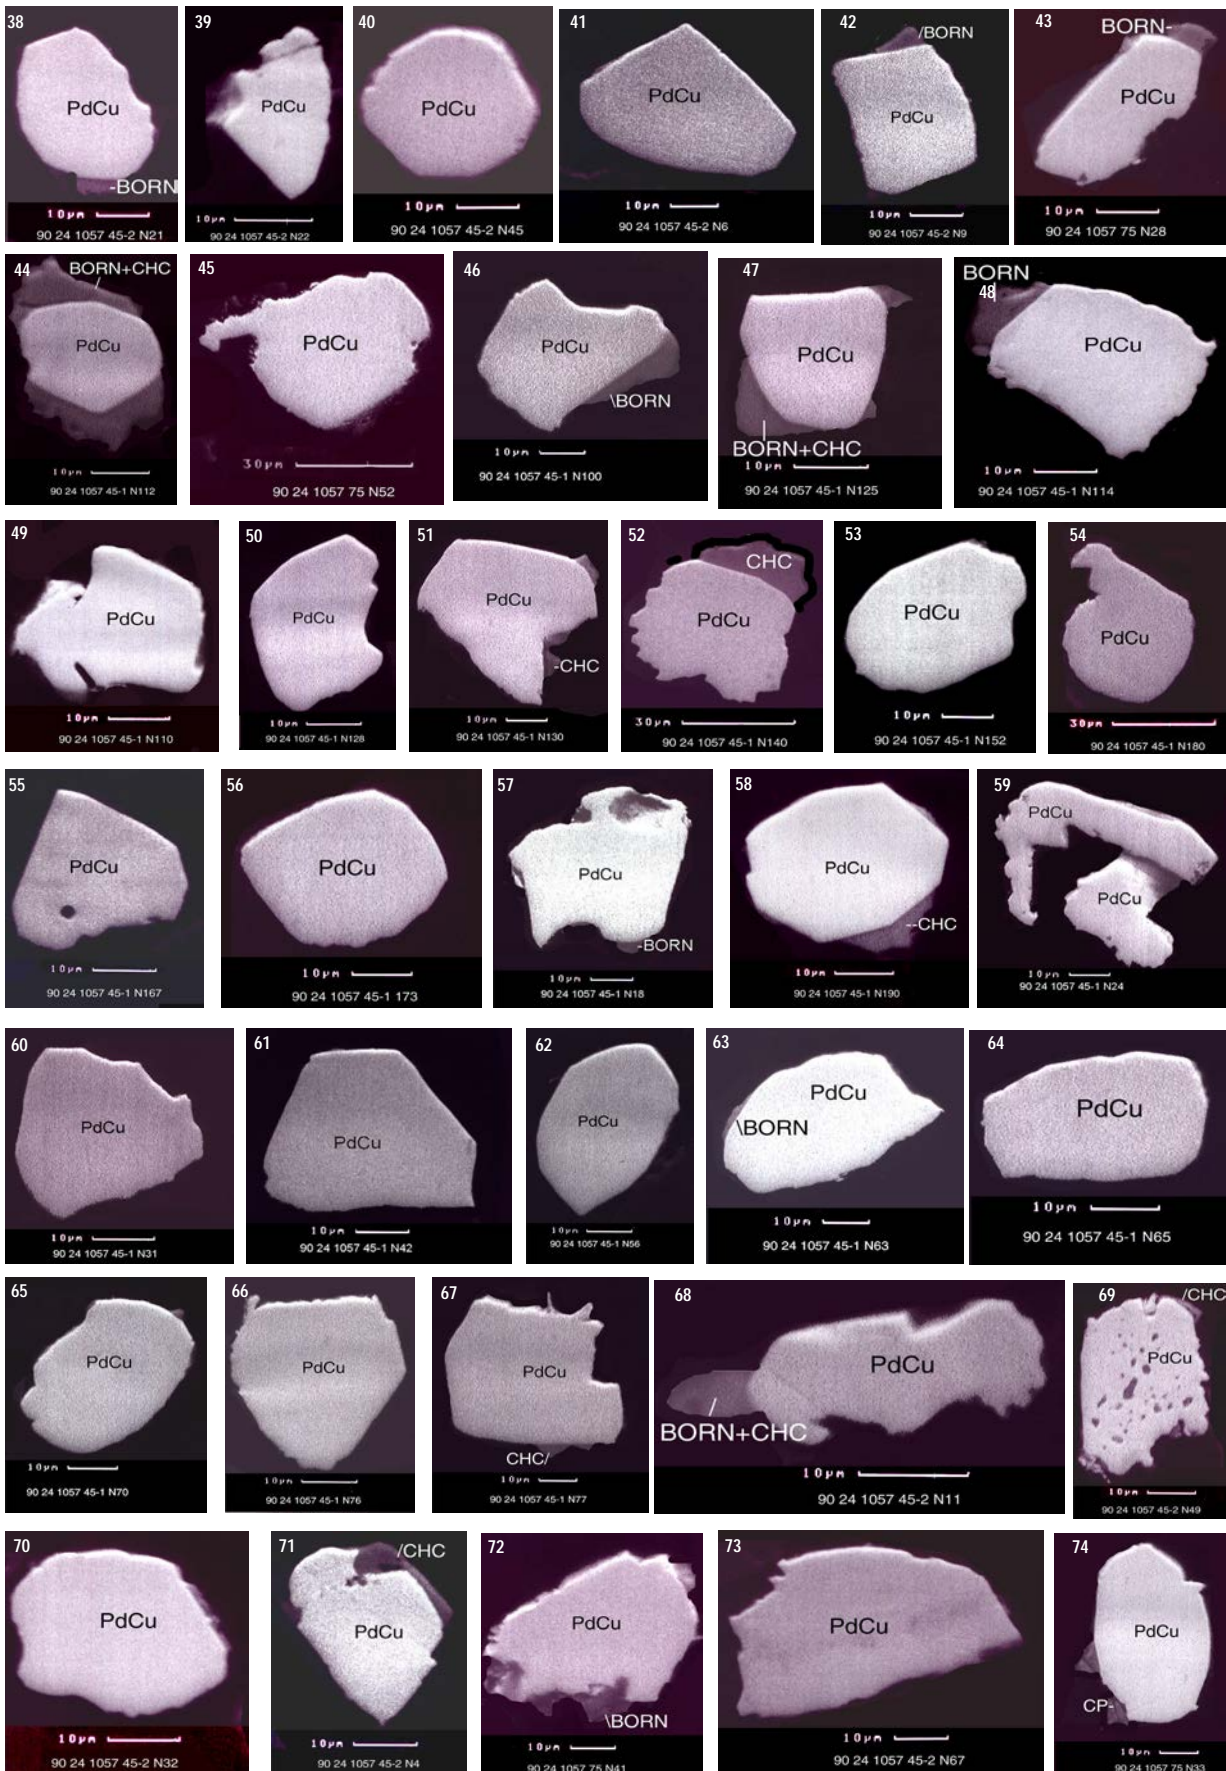 38
PdCu
-BORN
10µm
90 24 1057 45-2 N21
39
PdCu
10µm
90 24 1057 45-2 N22
40
PdCu
10µm
90 24 1057 45-2 N45
41
PdCu
10µm
90 24 1057 45-2 N6
42
/BORN
PdCu
10µm
90 24 1057 45-2 N9
43
BORN-
PdCu
10µm
90 24 1057 75 N28
44
BORN+CHC
PdCu
10µm
90 24 1057 45-1 N112
45
PdCu
30µm
90 24 1057 75 N52
46
PdCu
\BORN
10µm
90 24 1057 45-1 N100
47
PdCu
BORN+CHC
10µm
90 24 1057 45-1 N125
BORN
48
PdCu
10µm
90 24 1057 45-1 N114
49
PdCu
10µm
90 24 1057 45-1 N110
50
PdCu
10µm
90 24 1057 45-1 N128
51
PdCu
-CHC
10µm
90 24 1057 45-1 N130
52
CHC
PdCu
30µm
90 24 1057 45-1 N140
53
PdCu
10µm
90 24 1057 45-1 N152
54
PdCu
30µm
90 24 1057 45-1 N180
55
PdCu
10µm
90 24 1057 45-1 N167
56
PdCu
10µm
90 24 1057 45-1 173
57
PdCu
-BORN
10µm
90 24 1057 45-1 N18
58
PdCu
--CHC
10µm
90 24 1057 45-1 N190
59
PdCu
PdCu
10µm
90 24 1057 45-1 N24
60
PdCu
10µm
90 24 1057 45-1 N31
61
PdCu
10µm
90 24 1057 45-1 N42
62
PdCu
10µm
90 24 1057 45-1 N56
63
PdCu
\BORN
10µm
90 24 1057 45-1 N63
64
PdCu
10µm
90 24 1057 45-1 N65
65
PdCu
10µm
90 24 1057 45-1 N70
66
PdCu
10µm
90 24 1057 45-1 N76
67
PdCu
CHC/
10µm
90 24 1057 45-1 N77
68
PdCu
/
BORN+CHC
10µm
90 24 1057 45-2 N11
69
/CHC
PdCu
10µm
90 24 1057 45-2 N49
70
PdCu
10µm
90 24 1057 45-2 N32
71
/CHC
PdCu
10µm
90 24 1057 45-2 N4
72
PdCu
\BORN
10µm
90 24 1057 75 N41
73
PdCu
10µm
90 24 1057 45-2 N67
74
PdCu
CP-
10µm
90 24 1057 75 N33